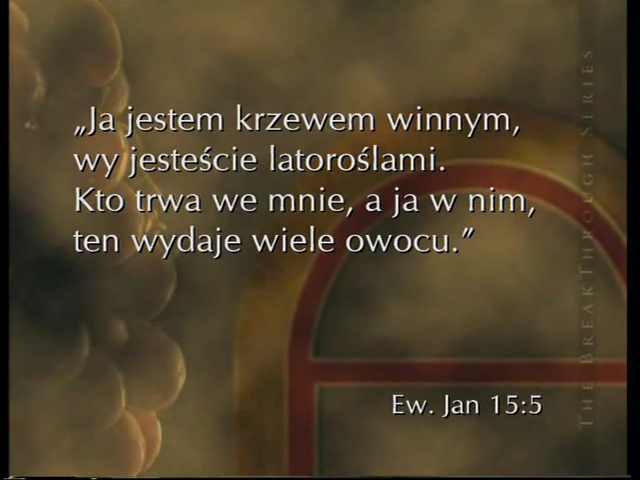 „Ja jestem krzewem winnym,
wy jesteście latoroślami.
Kto trwa we mnie, a ja w nim,
ten wydaje wiele owocu.”
Ew. Jan 15:5
The BreakThrough Series